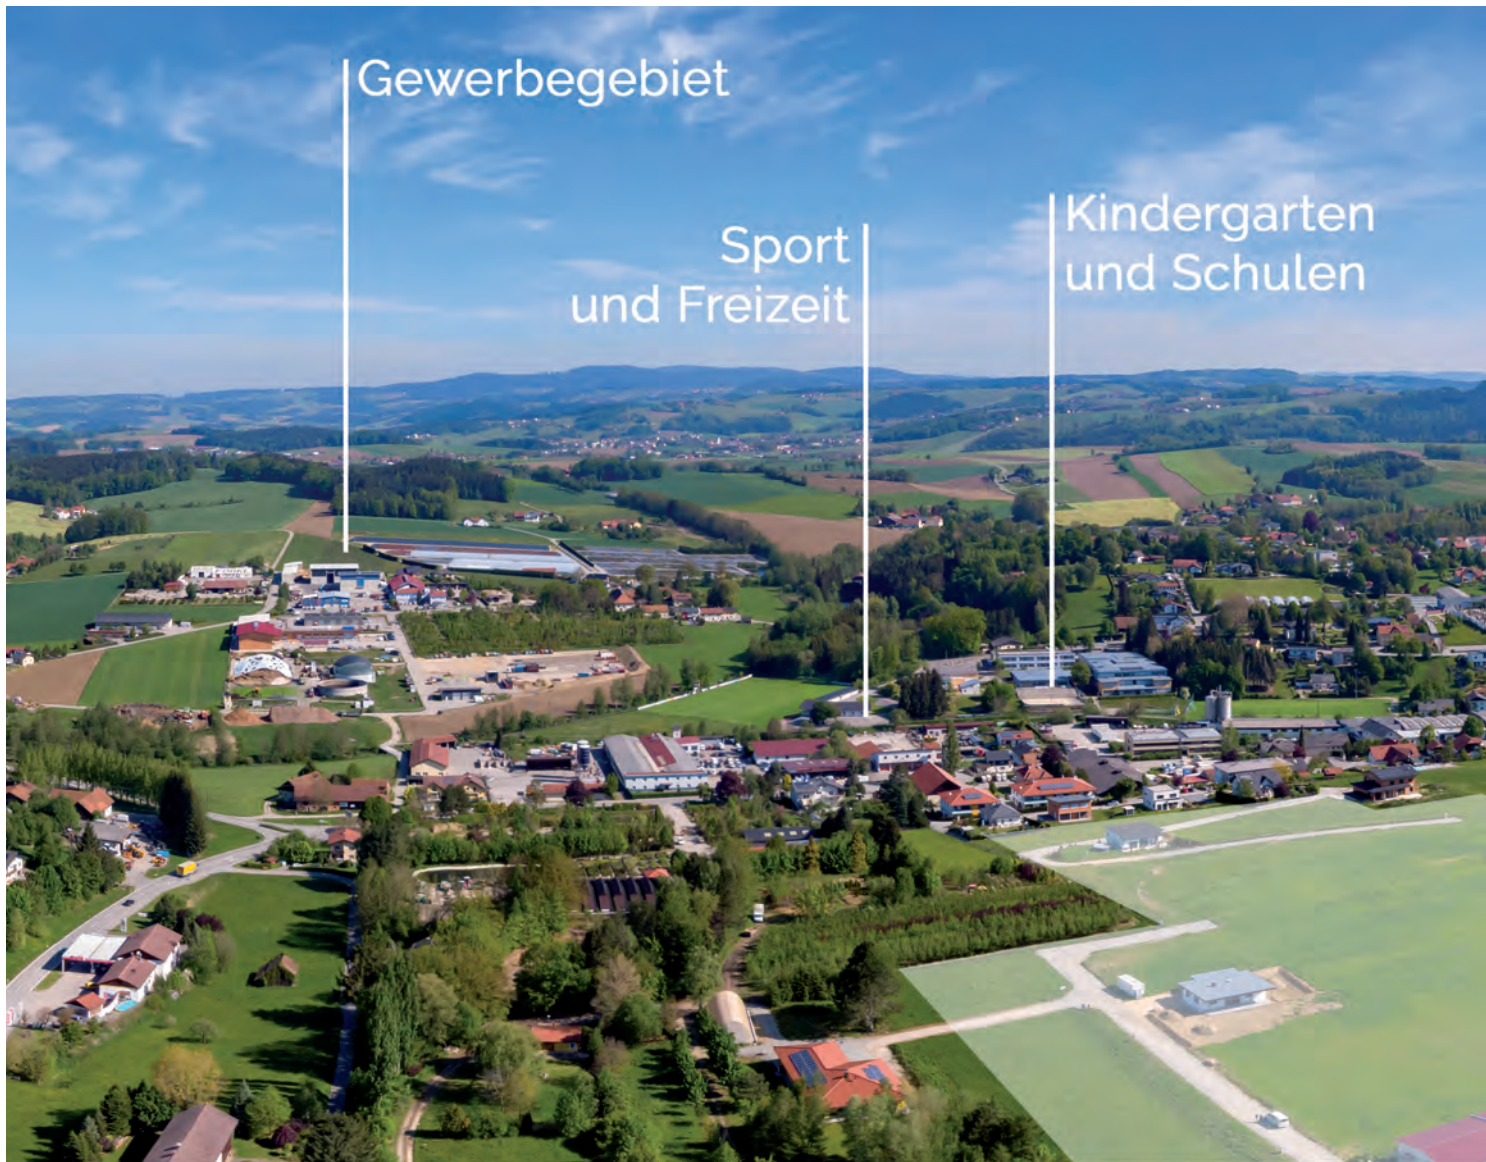 Gewerbegebiet
Sport
und Freizeit
Kindergarten
und Schulen